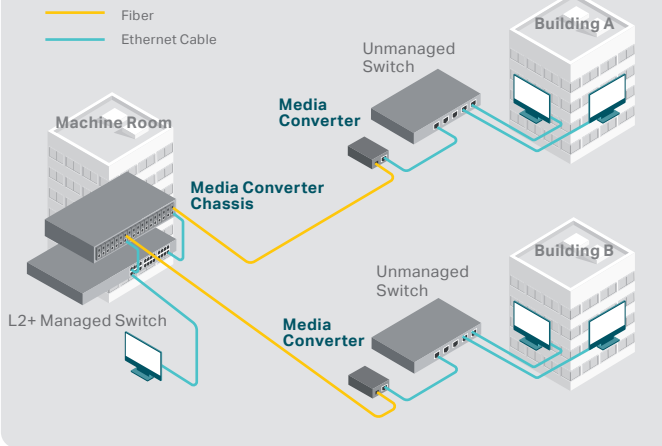 Fiber
Ethernet Cable
Building A
Unmanaged
Switch
Media
Converter
Machine Room
Media Converter
Chassis
L2+ Managed Switch
Building B
Unmanaged
Switch
Media
Converter